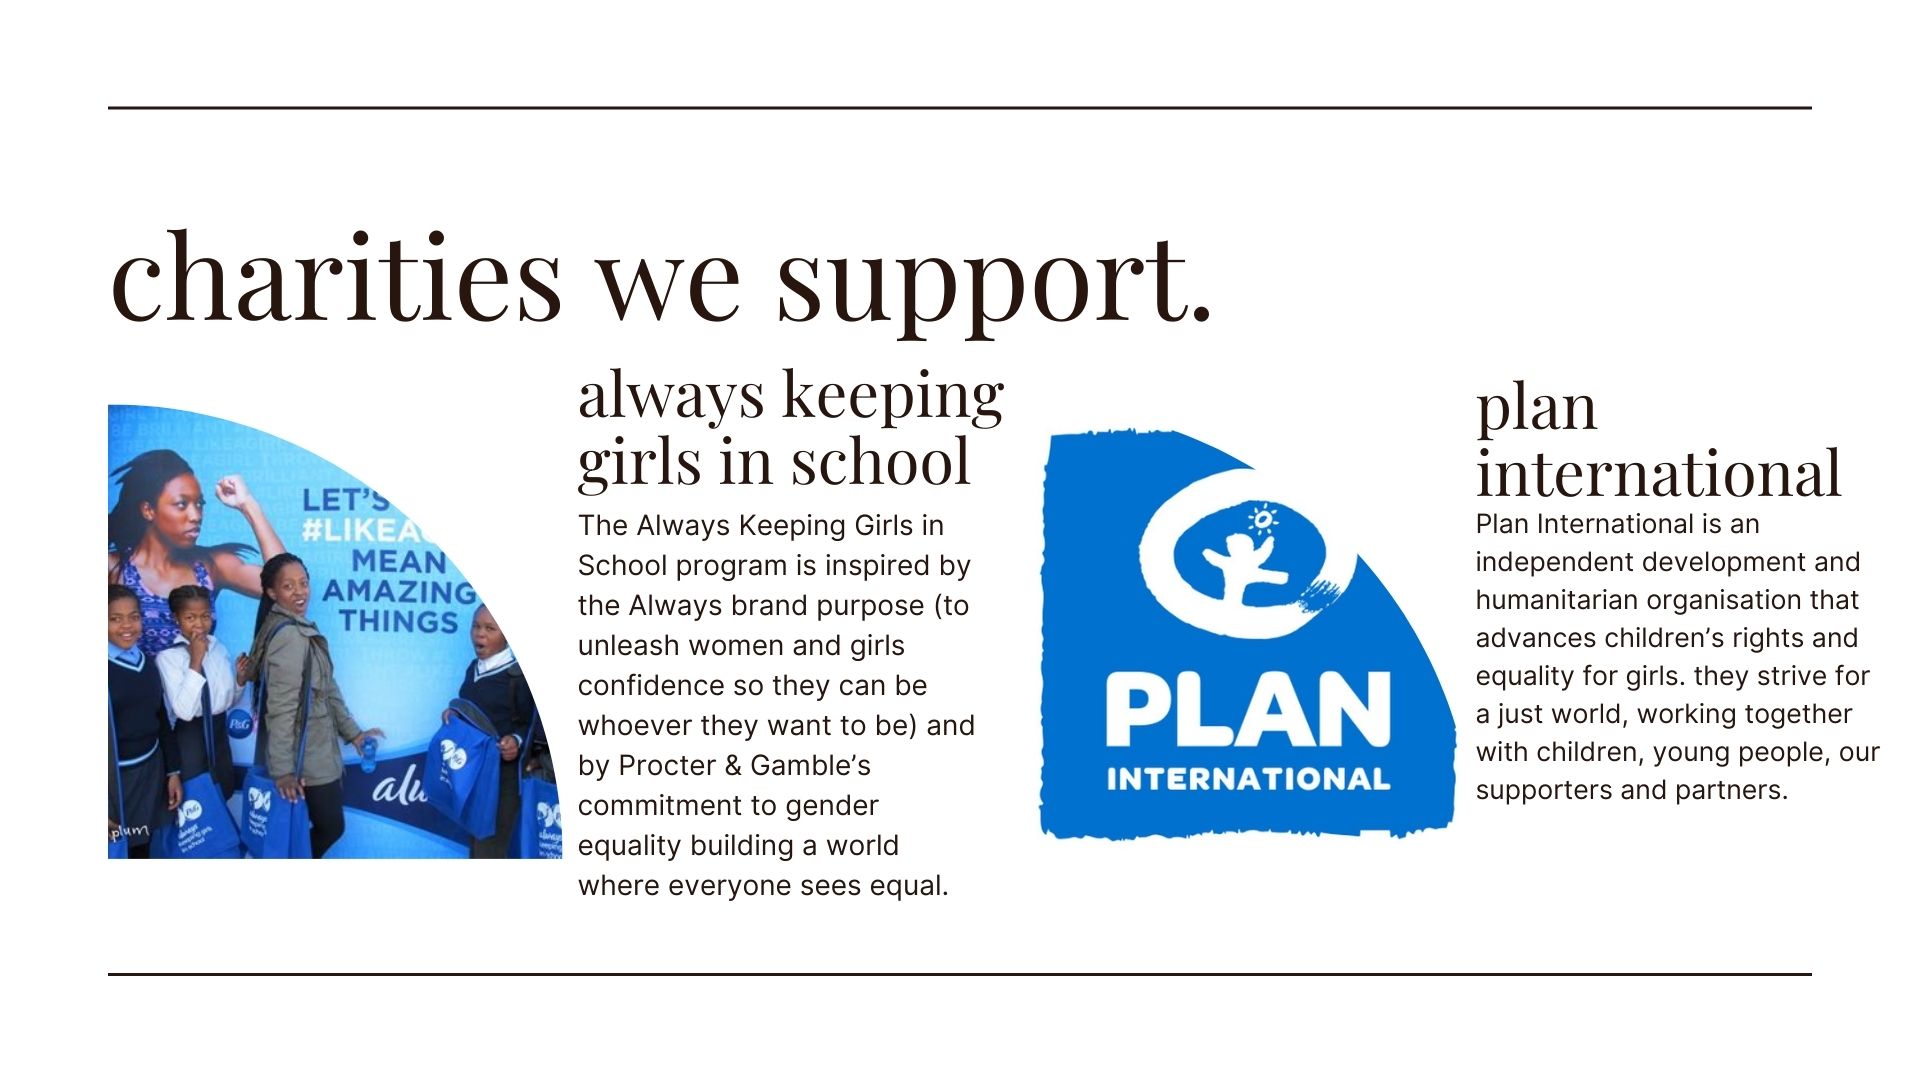 charities we support.
LET'S
#LIKEA
MEAN
AMAZING
THINGS
P&G
plum
always keeping
girls in school
The Always Keeping Girls in
School program is inspired by
the Always brand purpose (to
unleash women and girls
confidence so they can be
whoever they want to be) and
by Procter & Gamble’s
commitment to gender
equality building a world
where everyone sees equal.
PLAN
INTERNATIONAL
plan
international
Plan International is an
independent development and
humanitarian organisation that
advances children’s rights and
equality for girls. they strive for
a just world, working together
with children, young people, our
supporters and partners.